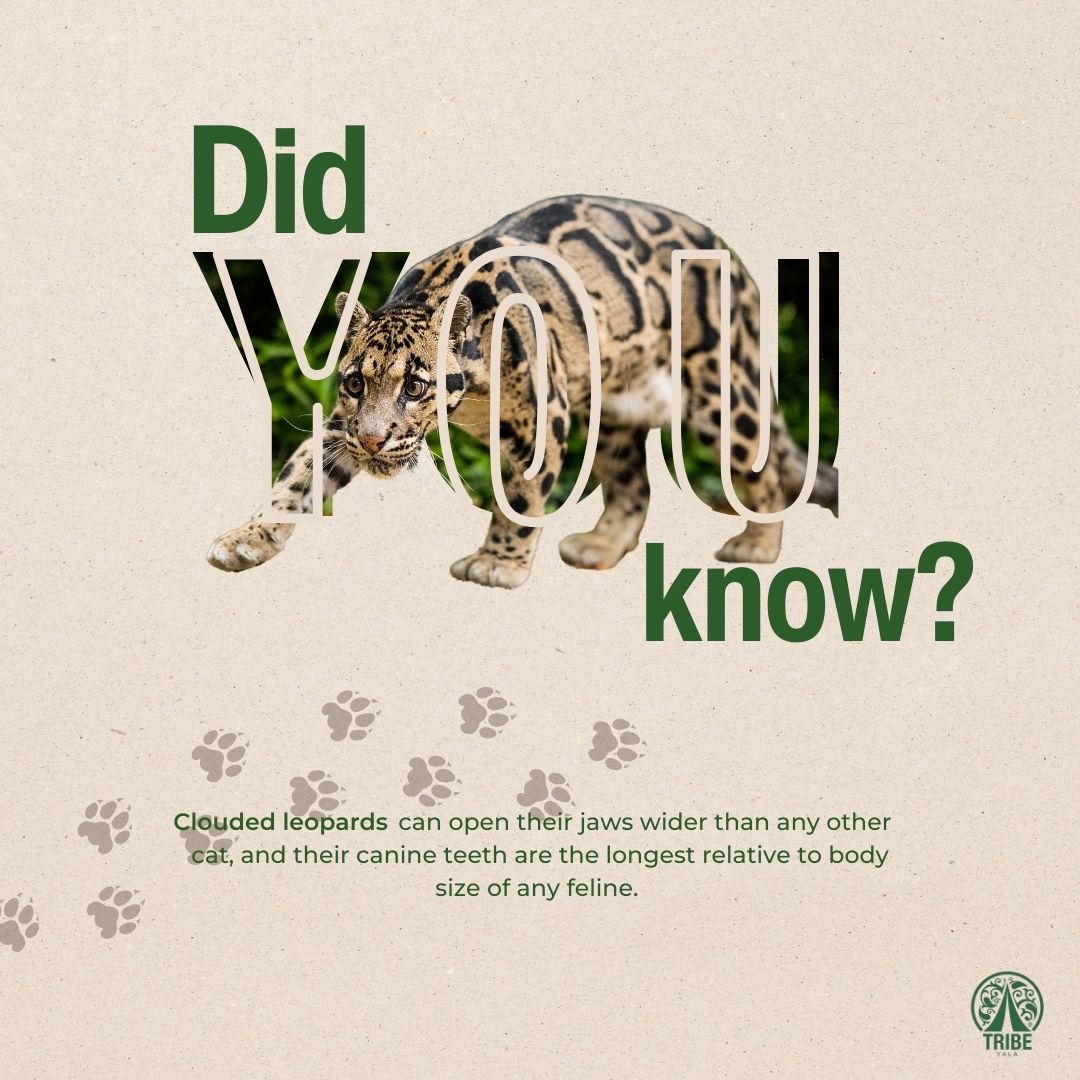 Did
YOU
know?
Clouded leopards can open their jaws wider than any other
cat, and their canine teeth are the longest relative to body
size of any feline.
TRIBE
YALA